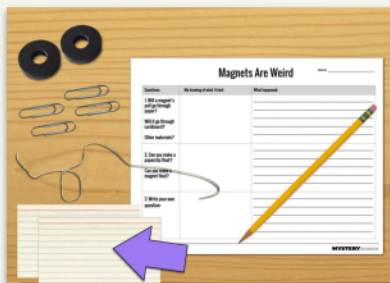 Magnets Are Weird
Name:
Questions: My drawing of what I tried: What happened:
1. Will a magnet's
pull go through
paper?
Will it go through
cardboard?
Other materials?
2. Can you make a
paperclip float?
Can you make a
magnet float?
3. Write your own
question:
MYSTERY science